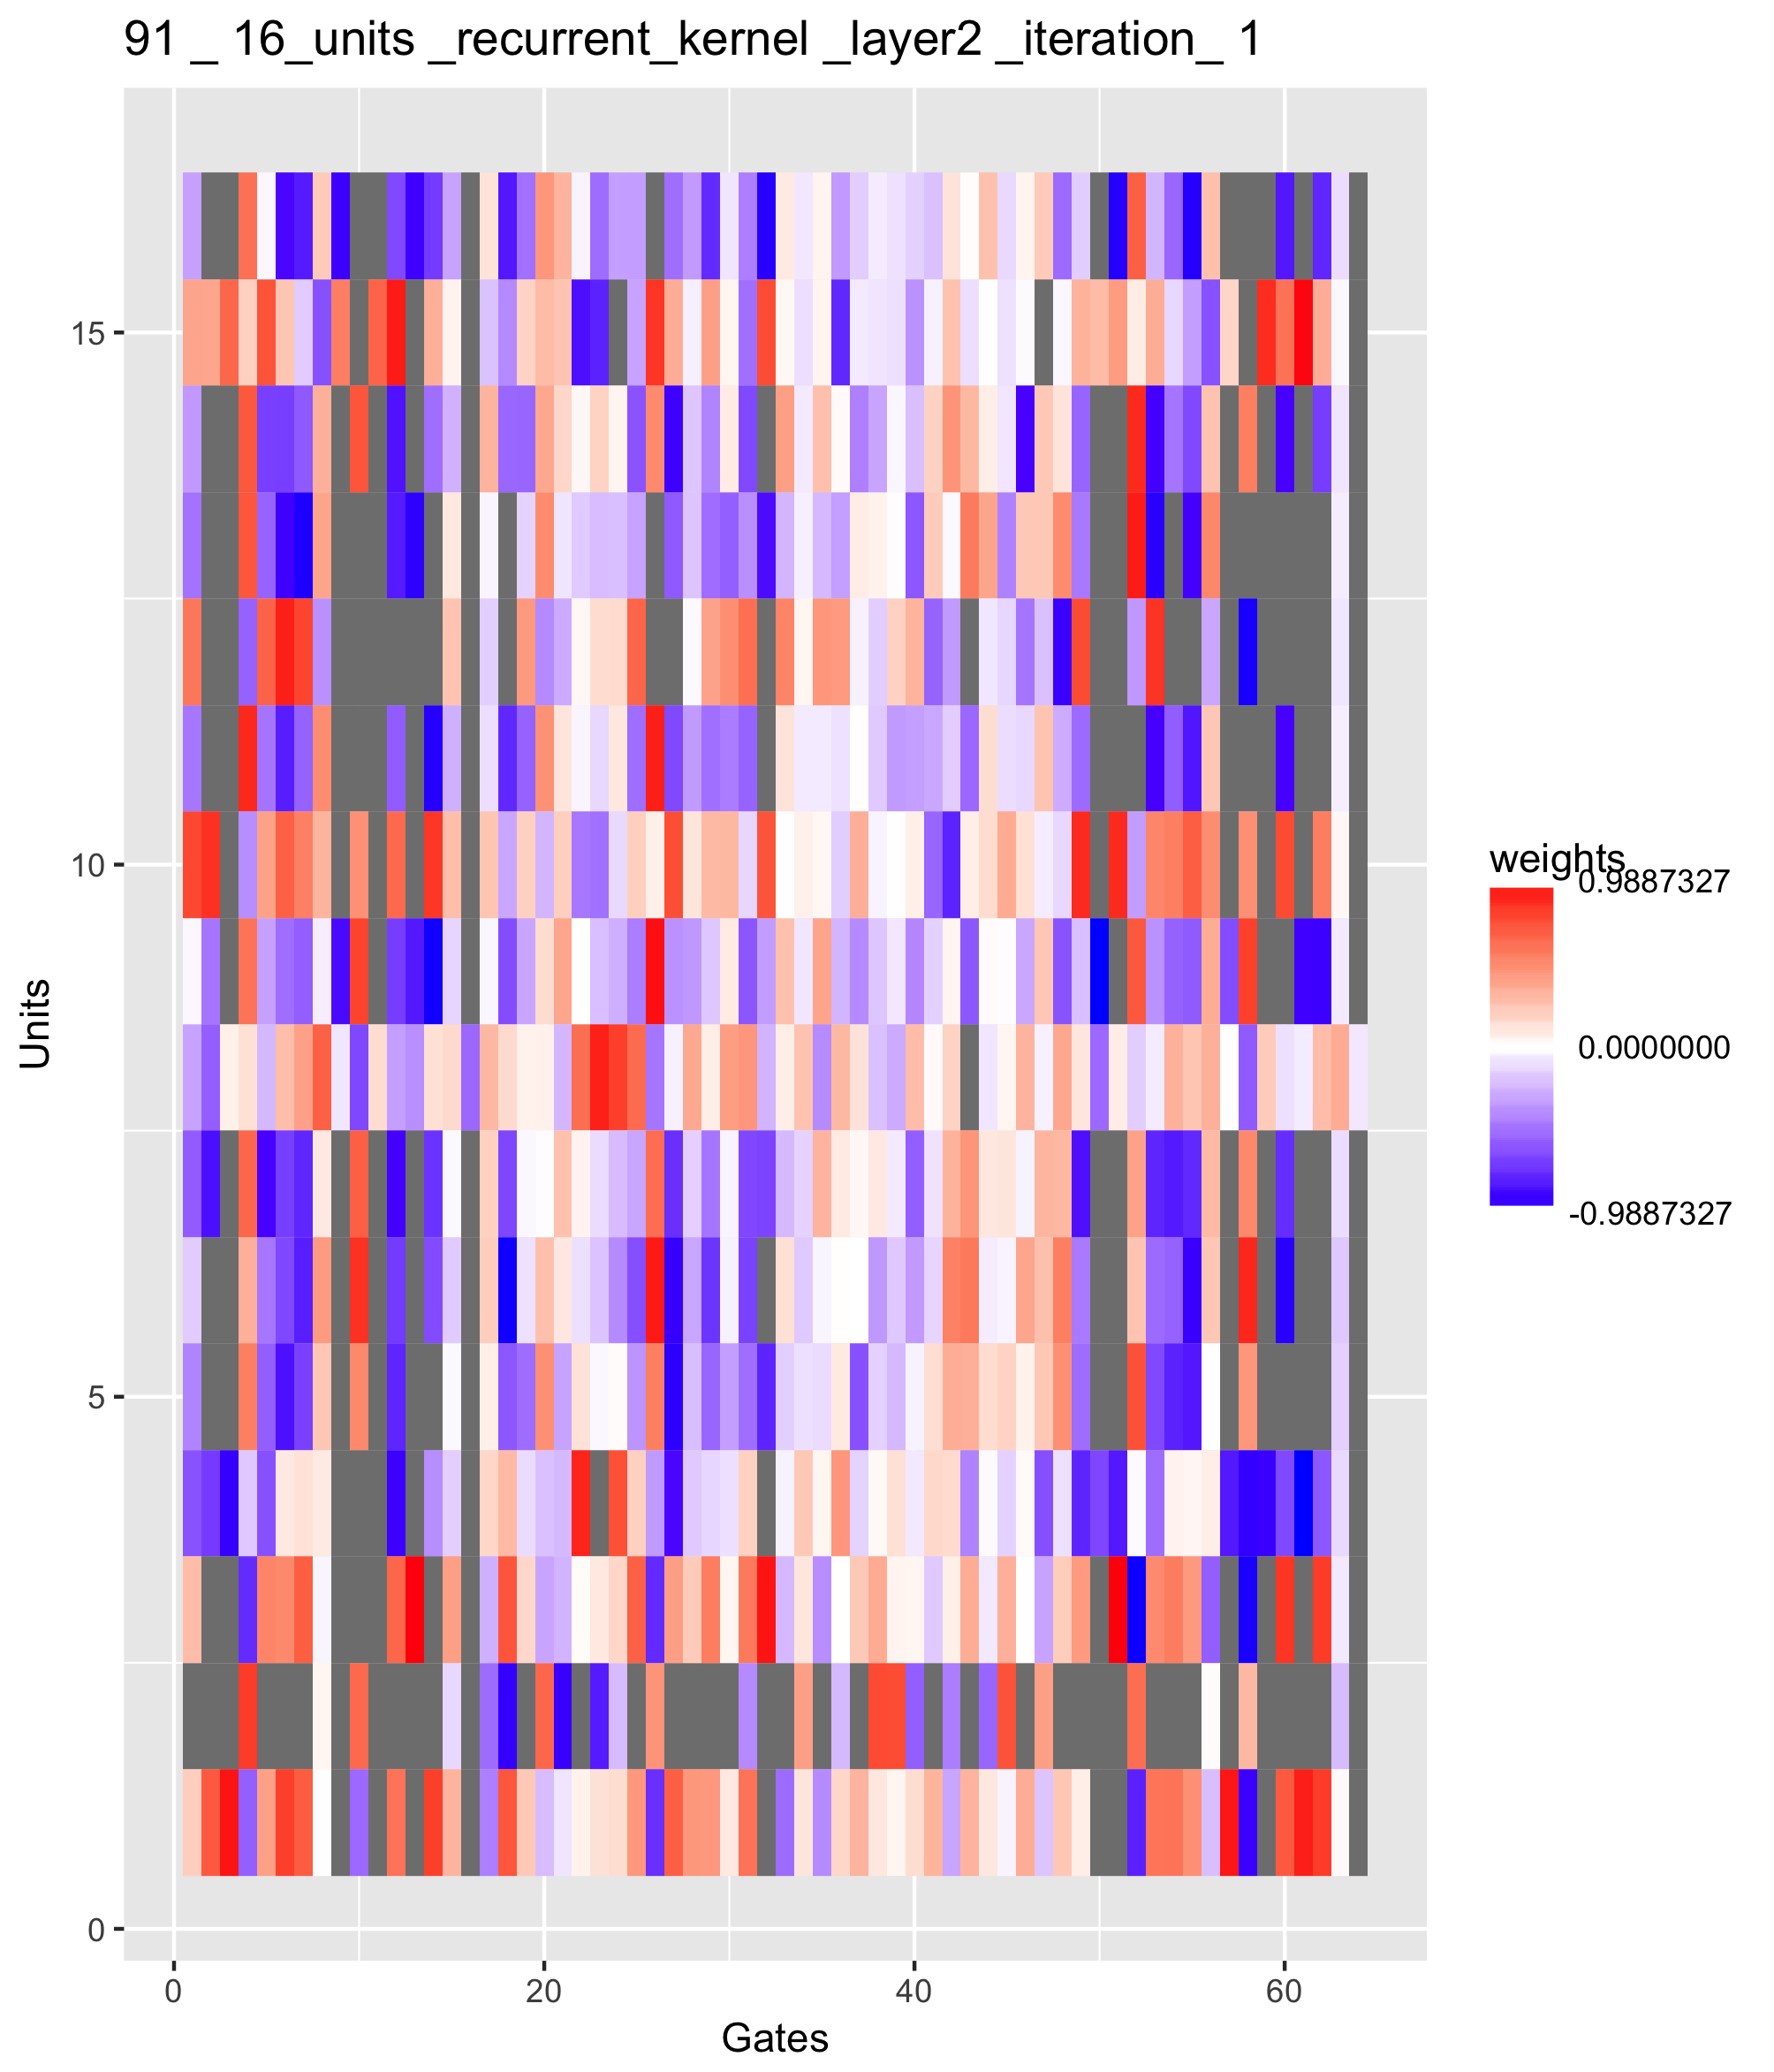 91 _ 16_units _recurrent_kernel _layer2 _iteration_ 1
15
10
5
0
Units
0 20 40 60
Gates
weights
0.9887327
0.0000000
-0.9887327